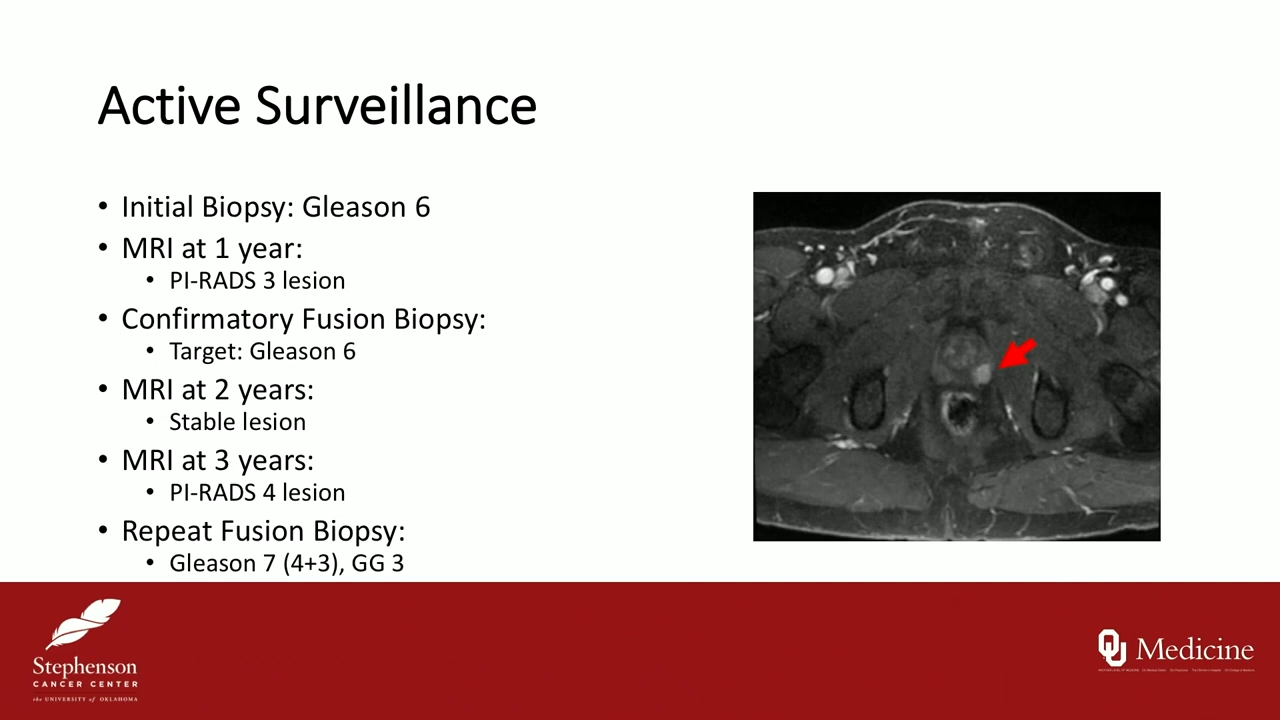 Active Surveillance
• Initial Biopsy: Gleason 6
• MRI at 1 year:
• PI-RADS 3 lesion
• Confirmatory Fusion Biopsy:
• Target: Gleason 6
• MRI at 2 years:
• Stable lesion
• MRI at 3 years:
• PI-RADS 4 lesion
• Repeat Fusion Biopsy:
• Gleason 7 (4+3), GG 3
Stephenson
CANCER CENTER
the UNIVERSITY of OKLAHOMA
OU Medicine